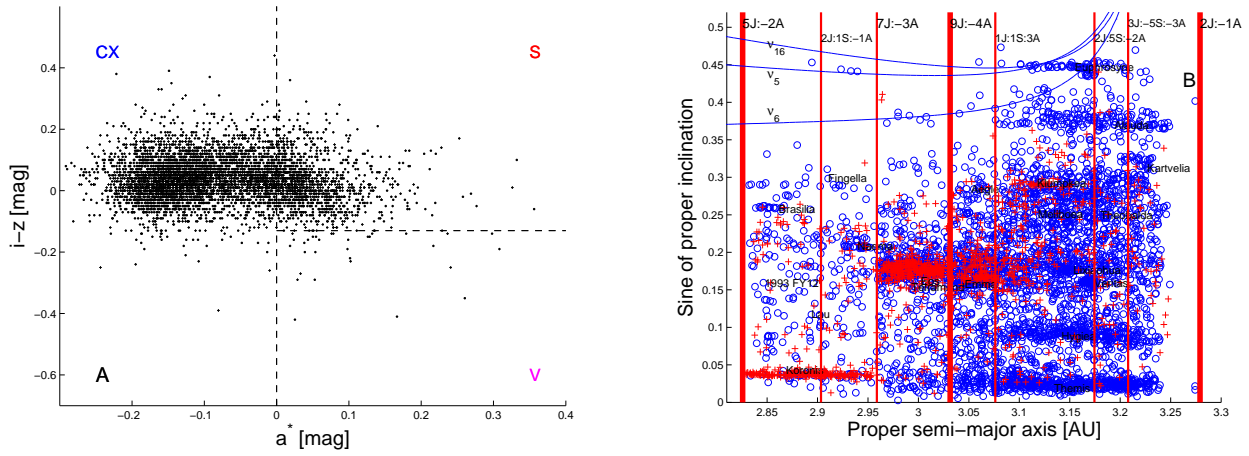 CX
S
A
V
i−z [mag]
0.4
0.2
0
−0.2
−0.4
−0.6
−0.2
−0.1
0
0.1
0.2
0.3
0.4
a* [mag]
5J:−2A
2J:1S:−1A
7J:−3A
9J:−4A
1J:1S:3A
2J:5S:−2A
3J:−5S:−3A
2J:−1A
B
ν16
ν5
ν6
Euphrosyne
Fingella
Kartvelia
Brasilia
1993 FY12
Lau
Koronis
Hygiea
Themis
Sine of proper inclination
0.5
0.45
0.4
0.35
0.3
0.25
0.2
0.15
0.1
0.05
0
2.85
2.9
2.95
3
3.05
3.1
3.15
3.2
3.25
3.3
Proper semi−major axis [AU]